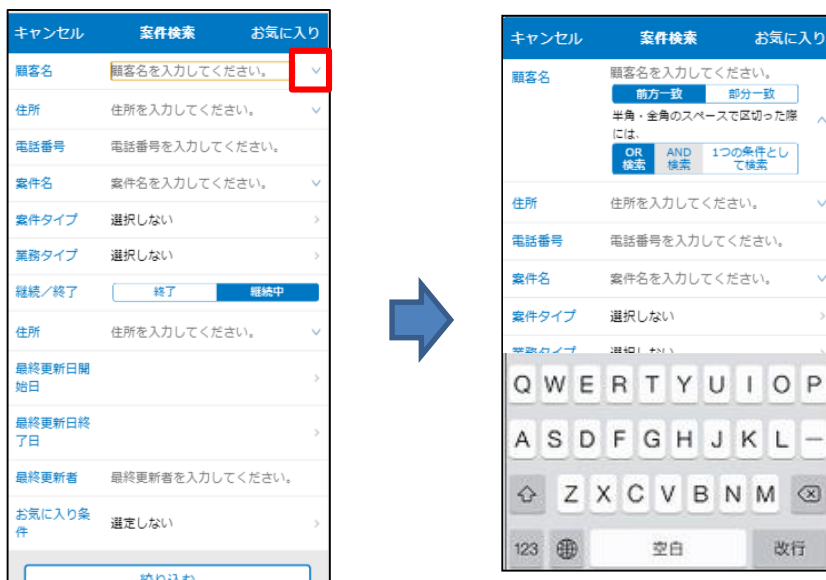 キャンセル 案件検索 お気に入り
顧客名 顧客名を入力してください。
住所 住所を入力してください。
電話番号 電話番号を入力してください。
案件名 案件名を入力してください。
案件タイプ 選択しない
業務タイプ 選択しない
継続／終了 終了 継続中
住所 住所を入力してください。
最終更新日開
始日
最終更新日終
了日
最終更新者 最終更新者を入力してください。
お気に入り条
件 選定しない
絞り込む
キャンセル 案件検索 お気に入り
顧客名 顧客名を入力してください。
前方一致 部分一致
半角・全角のスペースで区切った際
には、
OR
検索
AND
検索
1つの条件とし
て検索
住所 住所を入力してください。
電話番号 電話番号を入力してください。
案件名 案件名を入力してください。
案件タイプ 選択しない
業務タイプ 選択しない
Q W E R T Y U I O P
A S D F G H J K L ー
Z X C V B N M
123 空白 改行